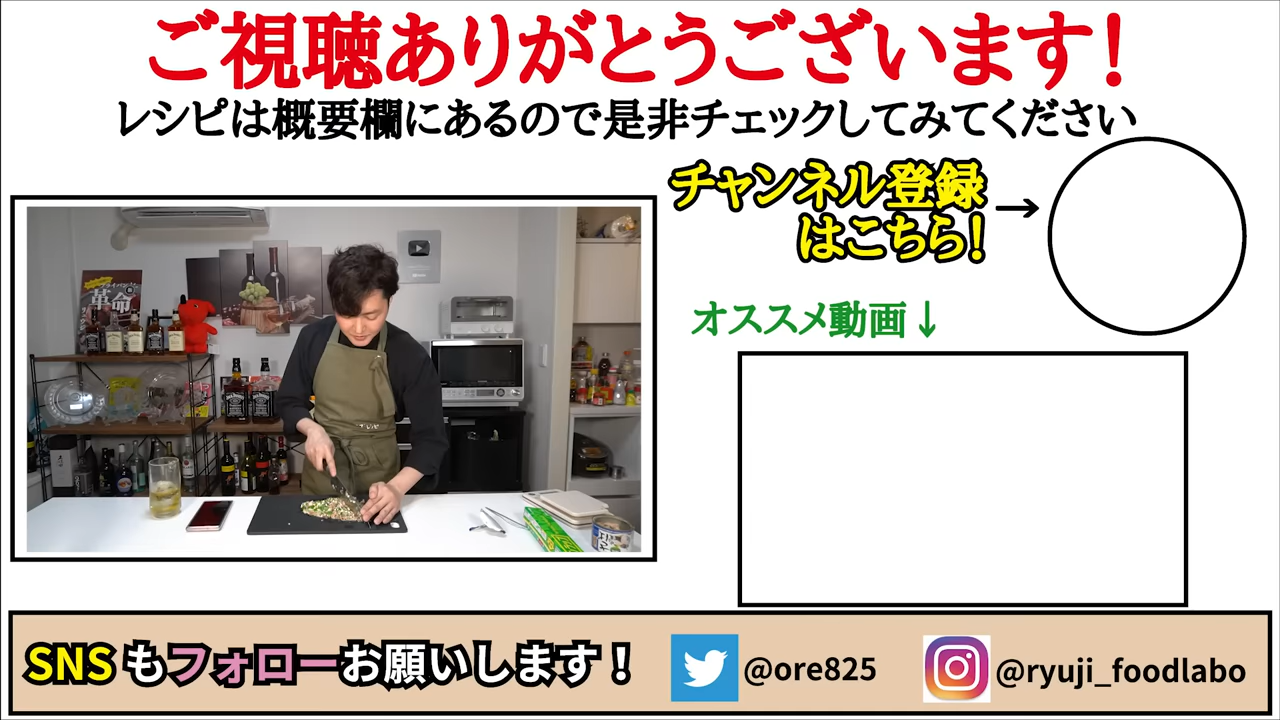 ご視聴ありがとうございます!
レシピは概要欄にあるので是非チェックしてみてください
チャンネル登録
はこちら!
→
オススメ動画↓
革命
SNSもフォローお願いします!
@ore825
@ryuji_foodlabo